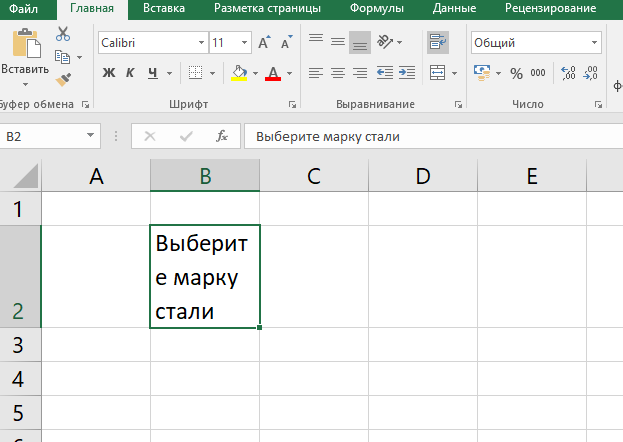 Файл Главная Вставка Разметка страницы Формулы Данные Рецензирование
Calibri 11 Общий
Вставить Ж К Ч А % 000
Буфер обмена Шрифт Выравнивание Число
B2 fx Выберите марку стали
A B C D E
1
Выберит
е марку
2 стали
3
4
5